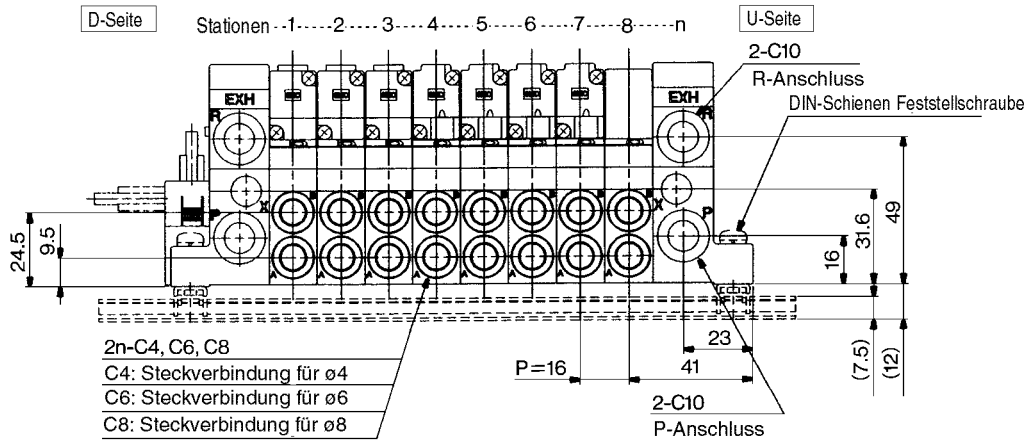 D-Seite
Stationen 1 2 3 4 5 6 7 8 n
U-Seite
2-C10
R-Anschluss
DIN-Schienen Feststellschraube
EXH
EXH
R
R
X
X
P
P
B B B B B B B B
A A A A A A A A
24.5
9.5
16
31.6
49
23
41
P=16
(7.5)
(12)
2n-C4, C6, C8
C4: Steckverbindung für ø4
C6: Steckverbindung für ø6
C8: Steckverbindung für ø8
2-C10
P-Anschluss